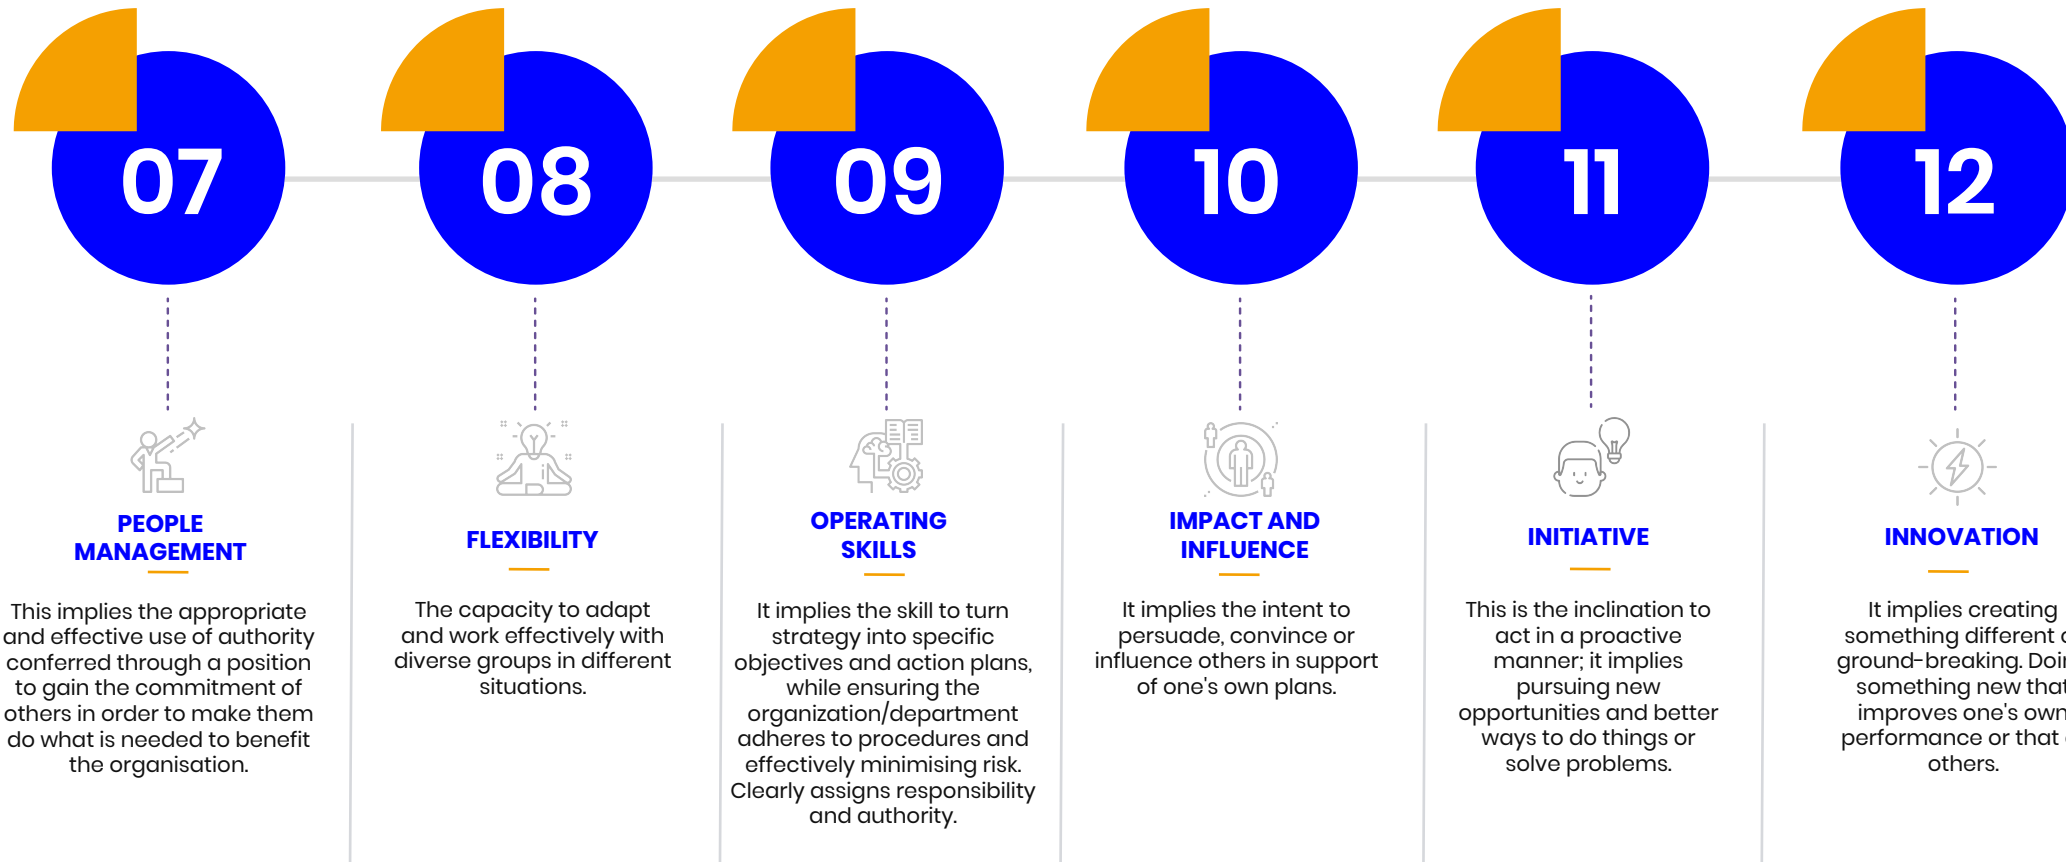 07
PEOPLE
MANAGEMENT
This implies the appropriate
and effective use of authority
conferred through a position
to gain the commitment of
others in order to make them
do what is needed to benefit
the organisation.
08
FLEXIBILITY
The capacity to adapt
and work effectively with
diverse groups in different
situations.
09
OPERATING
SKILLS
It implies the skill to turn
strategy into specific
objectives and action plans,
while ensuring the
organization/department
adheres to procedures and
effectively minimising risk.
Clearly assigns responsibility
and authority.
10
IMPACT AND
INFLUENCE
It implies the intent to
persuade, convince or
influence others in support
of one's own plans.
11
INITIATIVE
This is the inclination to
act in a proactive
manner; it implies
pursuing new
opportunities and better
ways to do things or
solve problems.
12
INNOVATION
It implies creating
something different
ground-breaking.
something new that
improves one's own
performance or that
others.